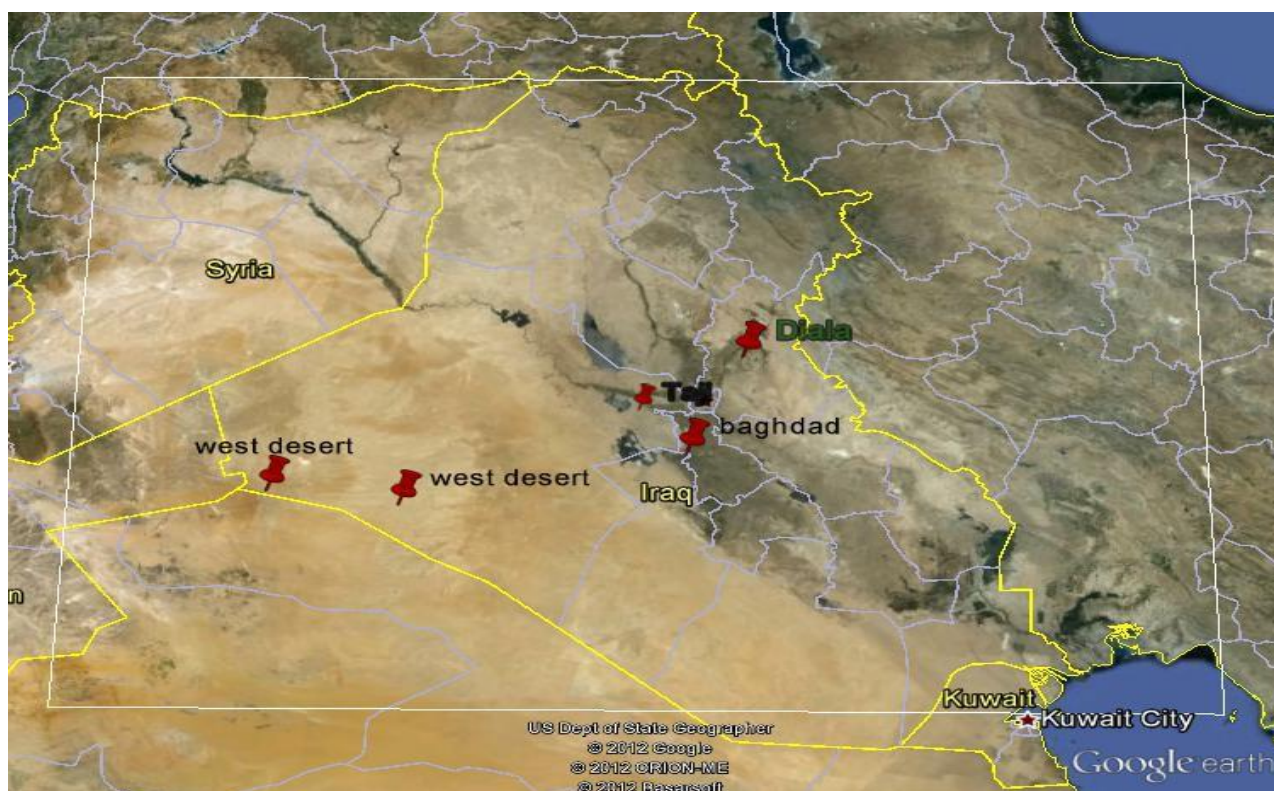 Syria
Diala
Taji
baghdad
west desert
west desert
Iraq
n
Kuwait
Kuwait City
US Dept of State Geographer
© 2012 Google
© 2012 ORION-ME
© 2012 Basarsoft
Google earth